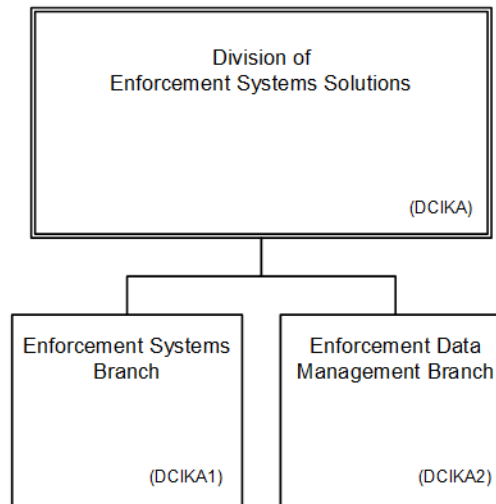 Division of
Enforcement Systems Solutions
(DCIKA)
Enforcement Systems
Branch
(DCIKA1)
Enforcement Data
Management Branch
(DCIKA2)